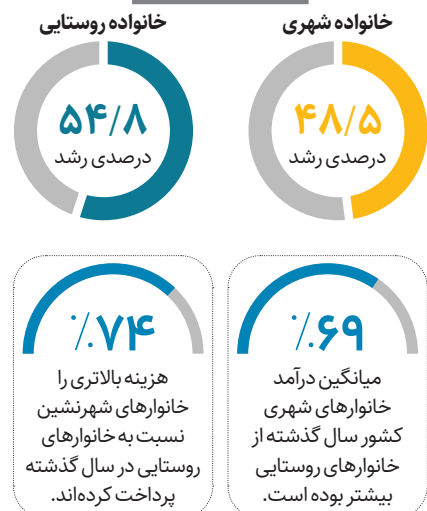 خانواده شهری
۴۸/۵
درصدی رشد
خانواده روستایی
۵۴/۸
درصدی رشد
٪۶۹
میانگین درآمد
خانوارهای شهری
کشور سال گذشته از
خانوارهای روستایی
بیشتر بوده است.
٪۷۴
هزینه بالاتری را
خانوارهای شهرنشین
نسبت به خانوارهای
روستایی در سال گذشته
پرداخت کرده‌اند.